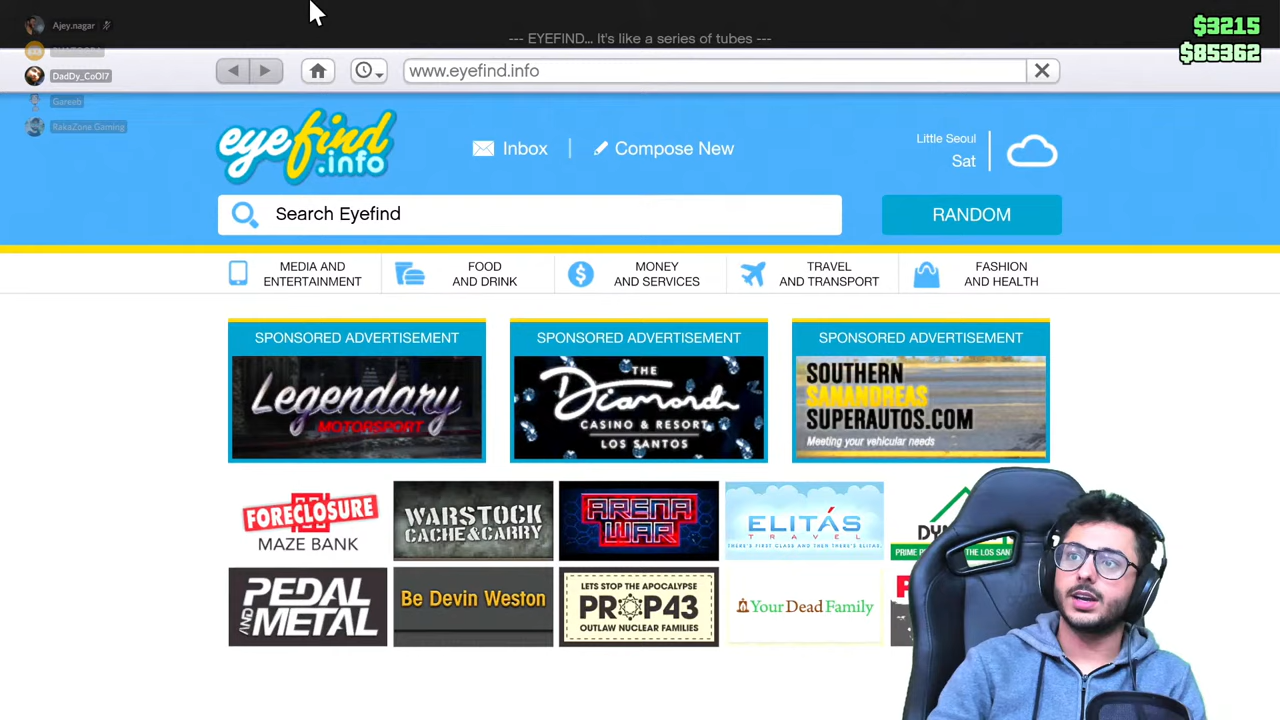 Ajey.nagar
DadDy_CoOl7
Gareeb
RakaZone Gaming
$3215
$85362
--- EYEFIND... It's like a series of tubes ---
www.eyefind.info
eyefind
.info
Inbox
Compose New
Little Seoul
Sat
Search Eyefind
RANDOM
MEDIA AND
ENTERTAINMENT
FOOD
AND DRINK
MONEY
AND SERVICES
TRAVEL
AND TRANSPORT
FASHION
AND HEALTH
SPONSORED ADVERTISEMENT
Legendary
MOTORSPORT
SPONSORED ADVERTISEMENT
THE
Diamond
CASINO & RESORT
LOS SANTOS
SPONSORED ADVERTISEMENT
SOUTHERN
SANANDREAS
SUPERAUTOS.COM
Meeting your vehicular needs
FORECLOSURE
MAZE BANK
WARSTOCK
CACHE&CARRY
ARENA
WAR
ELITÁS
TRAVEL
THERE'S FIRST CLASS AND THEN THERE'S ELITAS.
DY
PRIME
THE LOS SAN
PEDAL
AND METAL
Be Devin Weston
LETS STOP THE APOCALYPSE
PROP43
OUTLAW NUCLEAR FAMILIES
YourDeadFamily